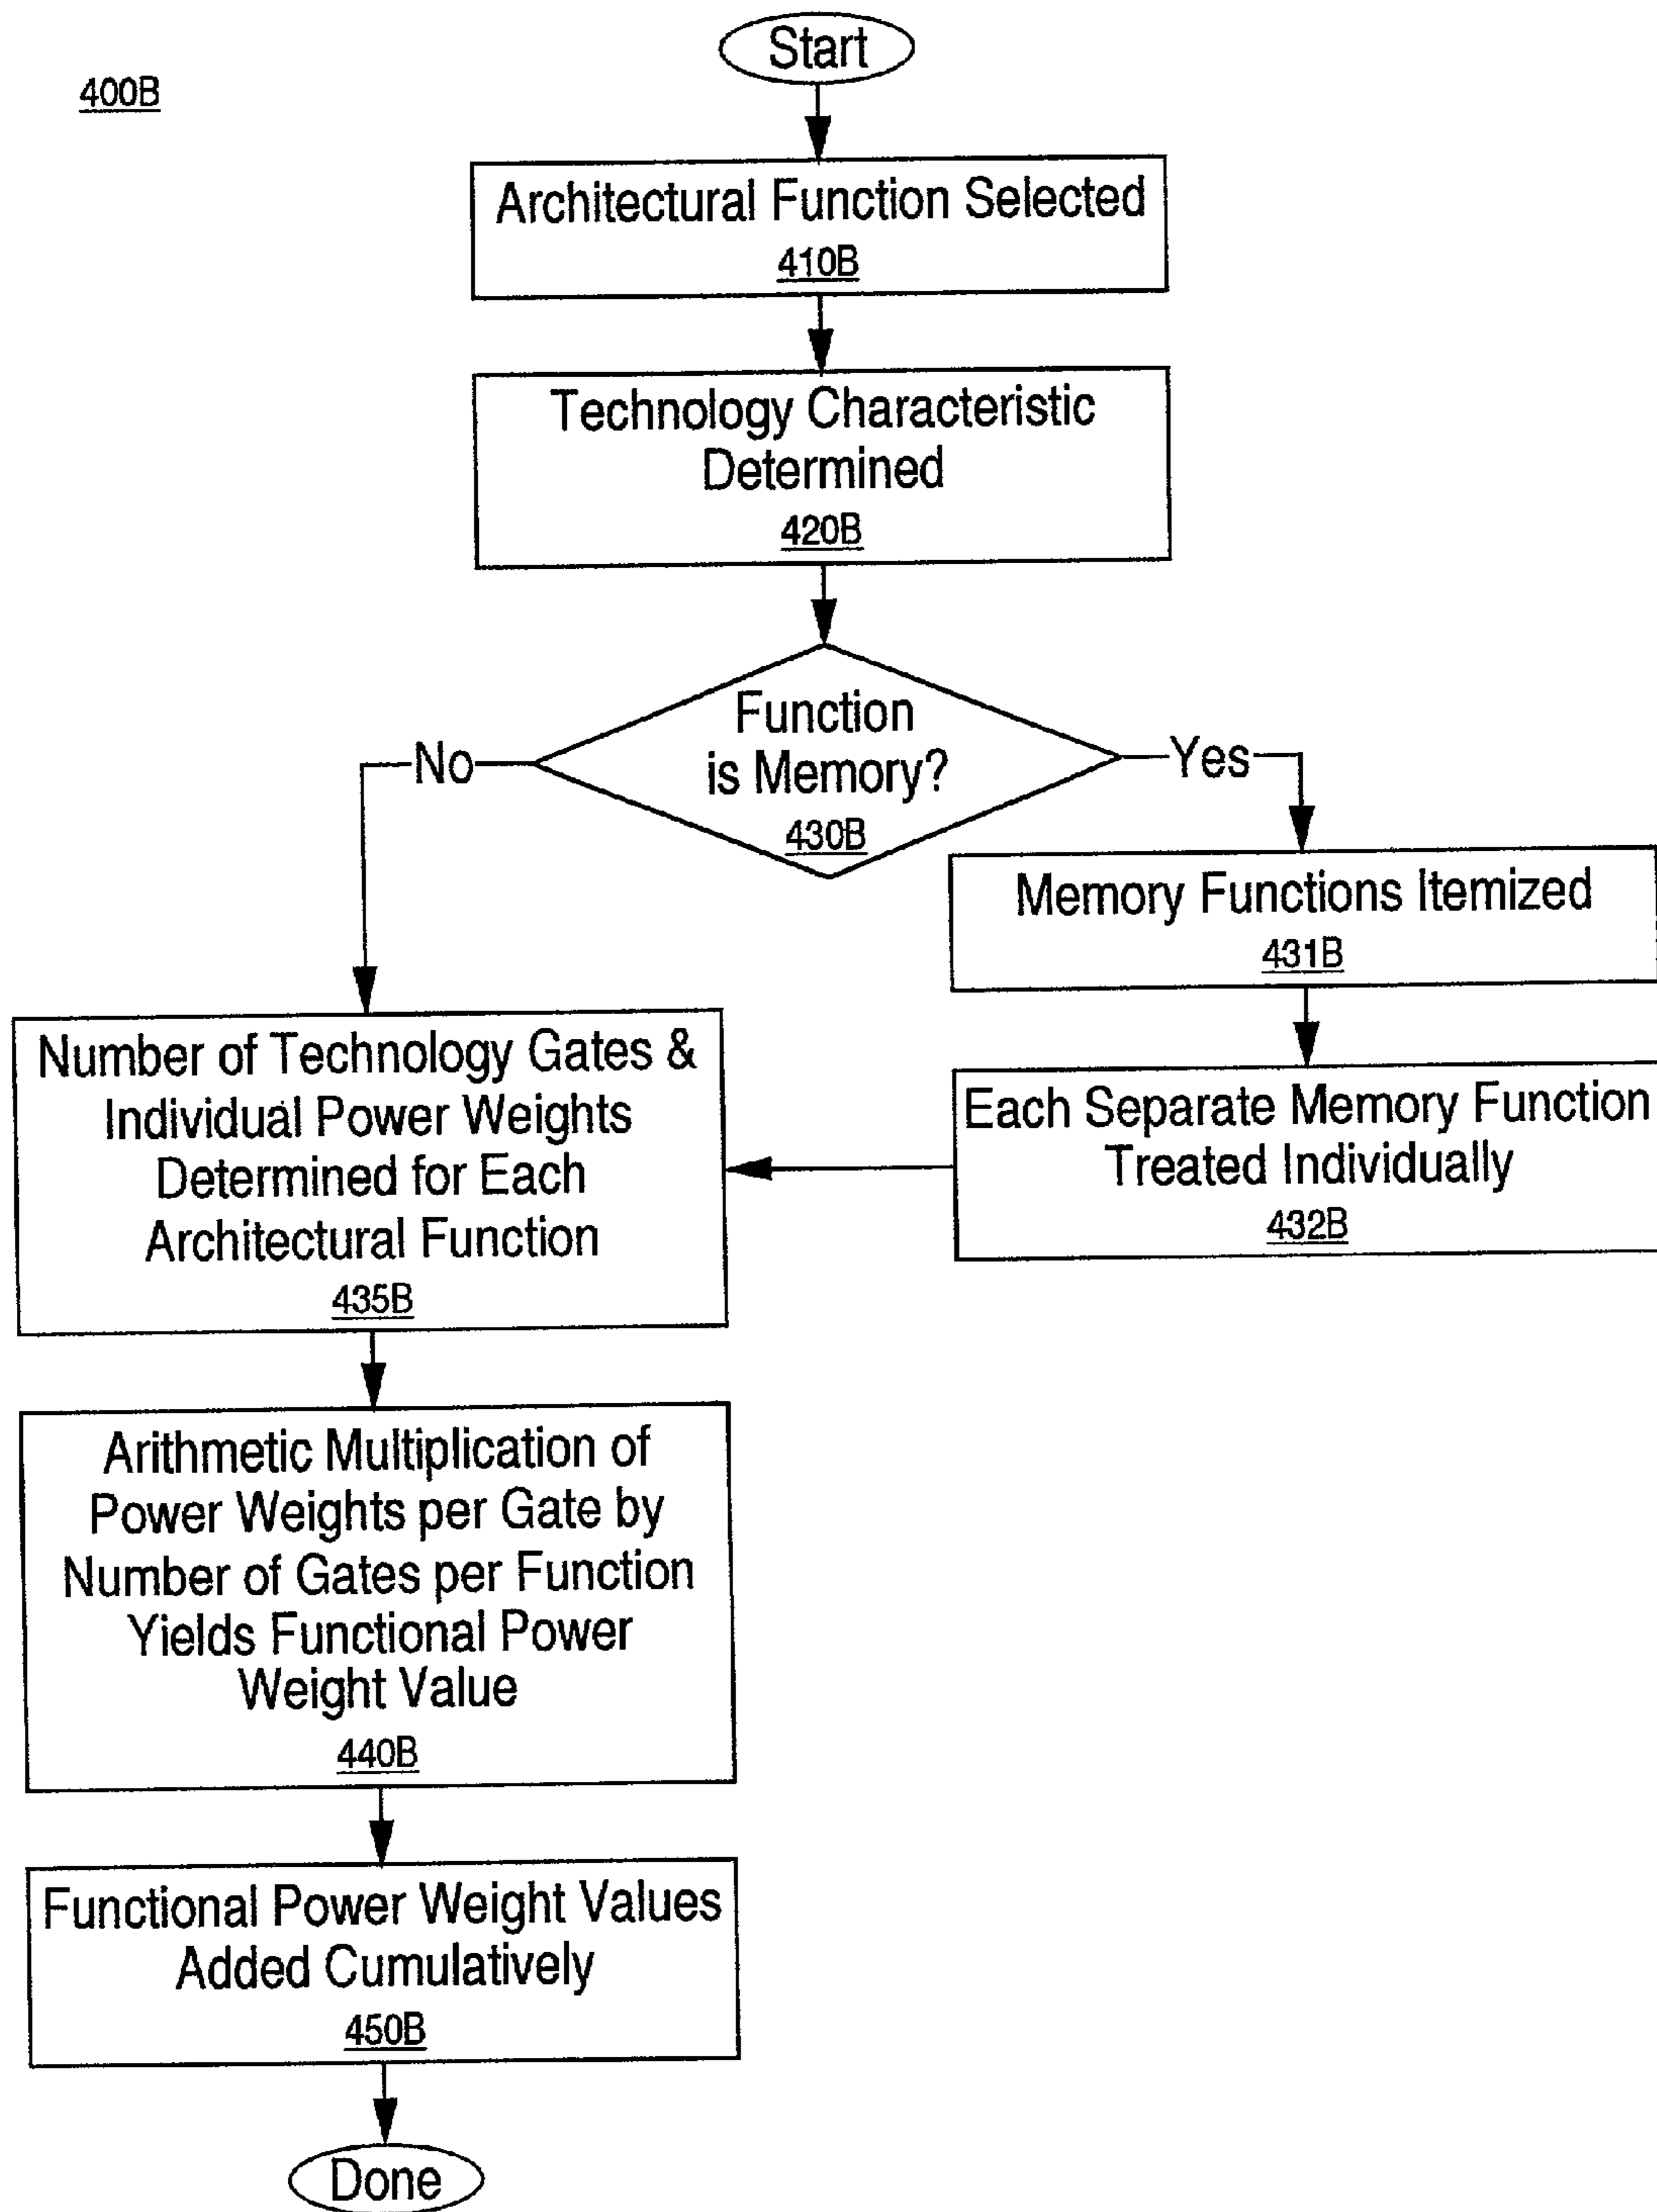 400B
Start
Architectural Function Selected
410B
Technology Characteristic
Determined
420B
Function
is Memory?
430B
No
Yes
Memory Functions Itemized
431B
Each Separate Memory Function
Treated Individually
432B
Number of Technology Gates &
Individual Power Weights
Determined for Each
Architectural Function
435B
Arithmetic Multiplication of
Power Weights per Gate by
Number of Gates per Function
Yields Functional Power
Weight Value
440B
Functional Power Weight Values
Added Cumulatively
450B
Done